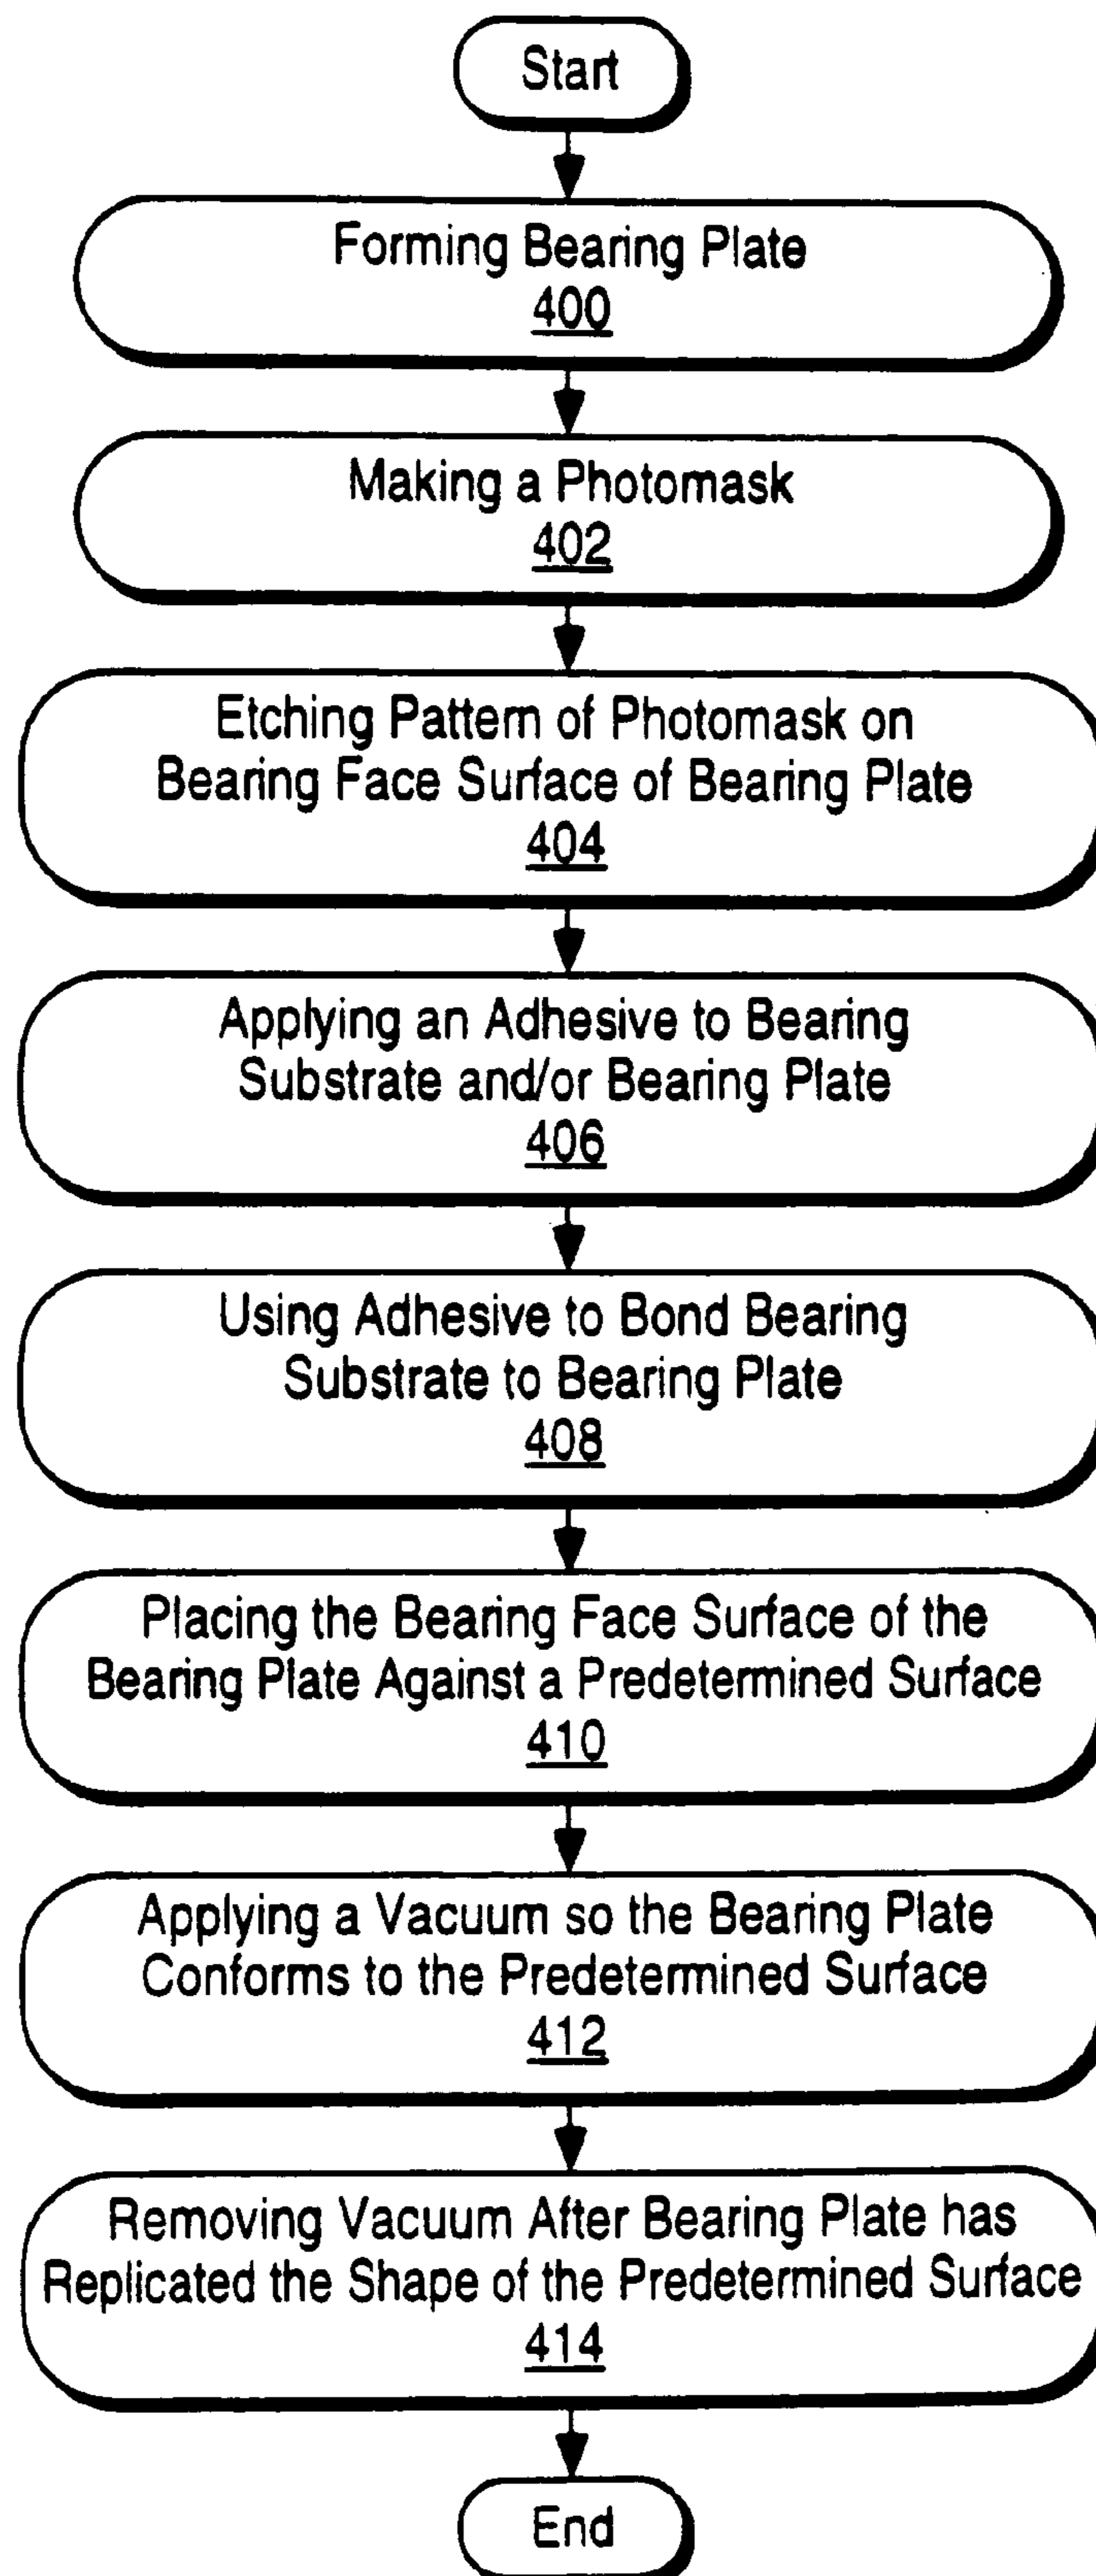 Start
Forming Bearing Plate
400
Making a Photomask
402
Etching Pattern of Photomask on
Bearing Face Surface of Bearing Plate
404
Applying an Adhesive to Bearing
Substrate and/or Bearing Plate
406
Using Adhesive to Bond Bearing
Substrate to Bearing Plate
408
Placing the Bearing Face Surface of the
Bearing Plate Against a Predetermined Surface
410
Applying a Vacuum so the Bearing Plate
Conforms to the Predetermined Surface
412
Removing Vacuum After Bearing Plate has
Replicated the Shape of the Predetermined Surface
414
End